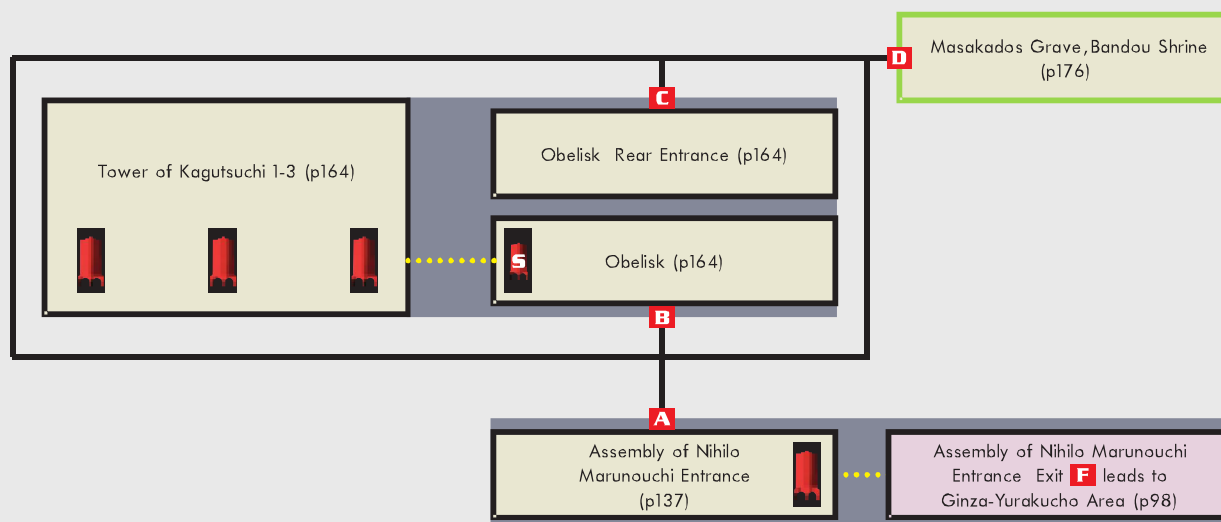 D
Masakados Grave,Bandou Shrine
(p176)
C
Tower of Kagutsuchi 1-3 (p164)
Obelisk Rear Entrance (p164)
S
Obelisk (p164)
B
A
Assembly of Nihilo
Marunouchi Entrance
(p137)
Assembly of Nihilo Marunouchi
Entrance Exit F leads to
Ginza-Yurakucho Area (p98)